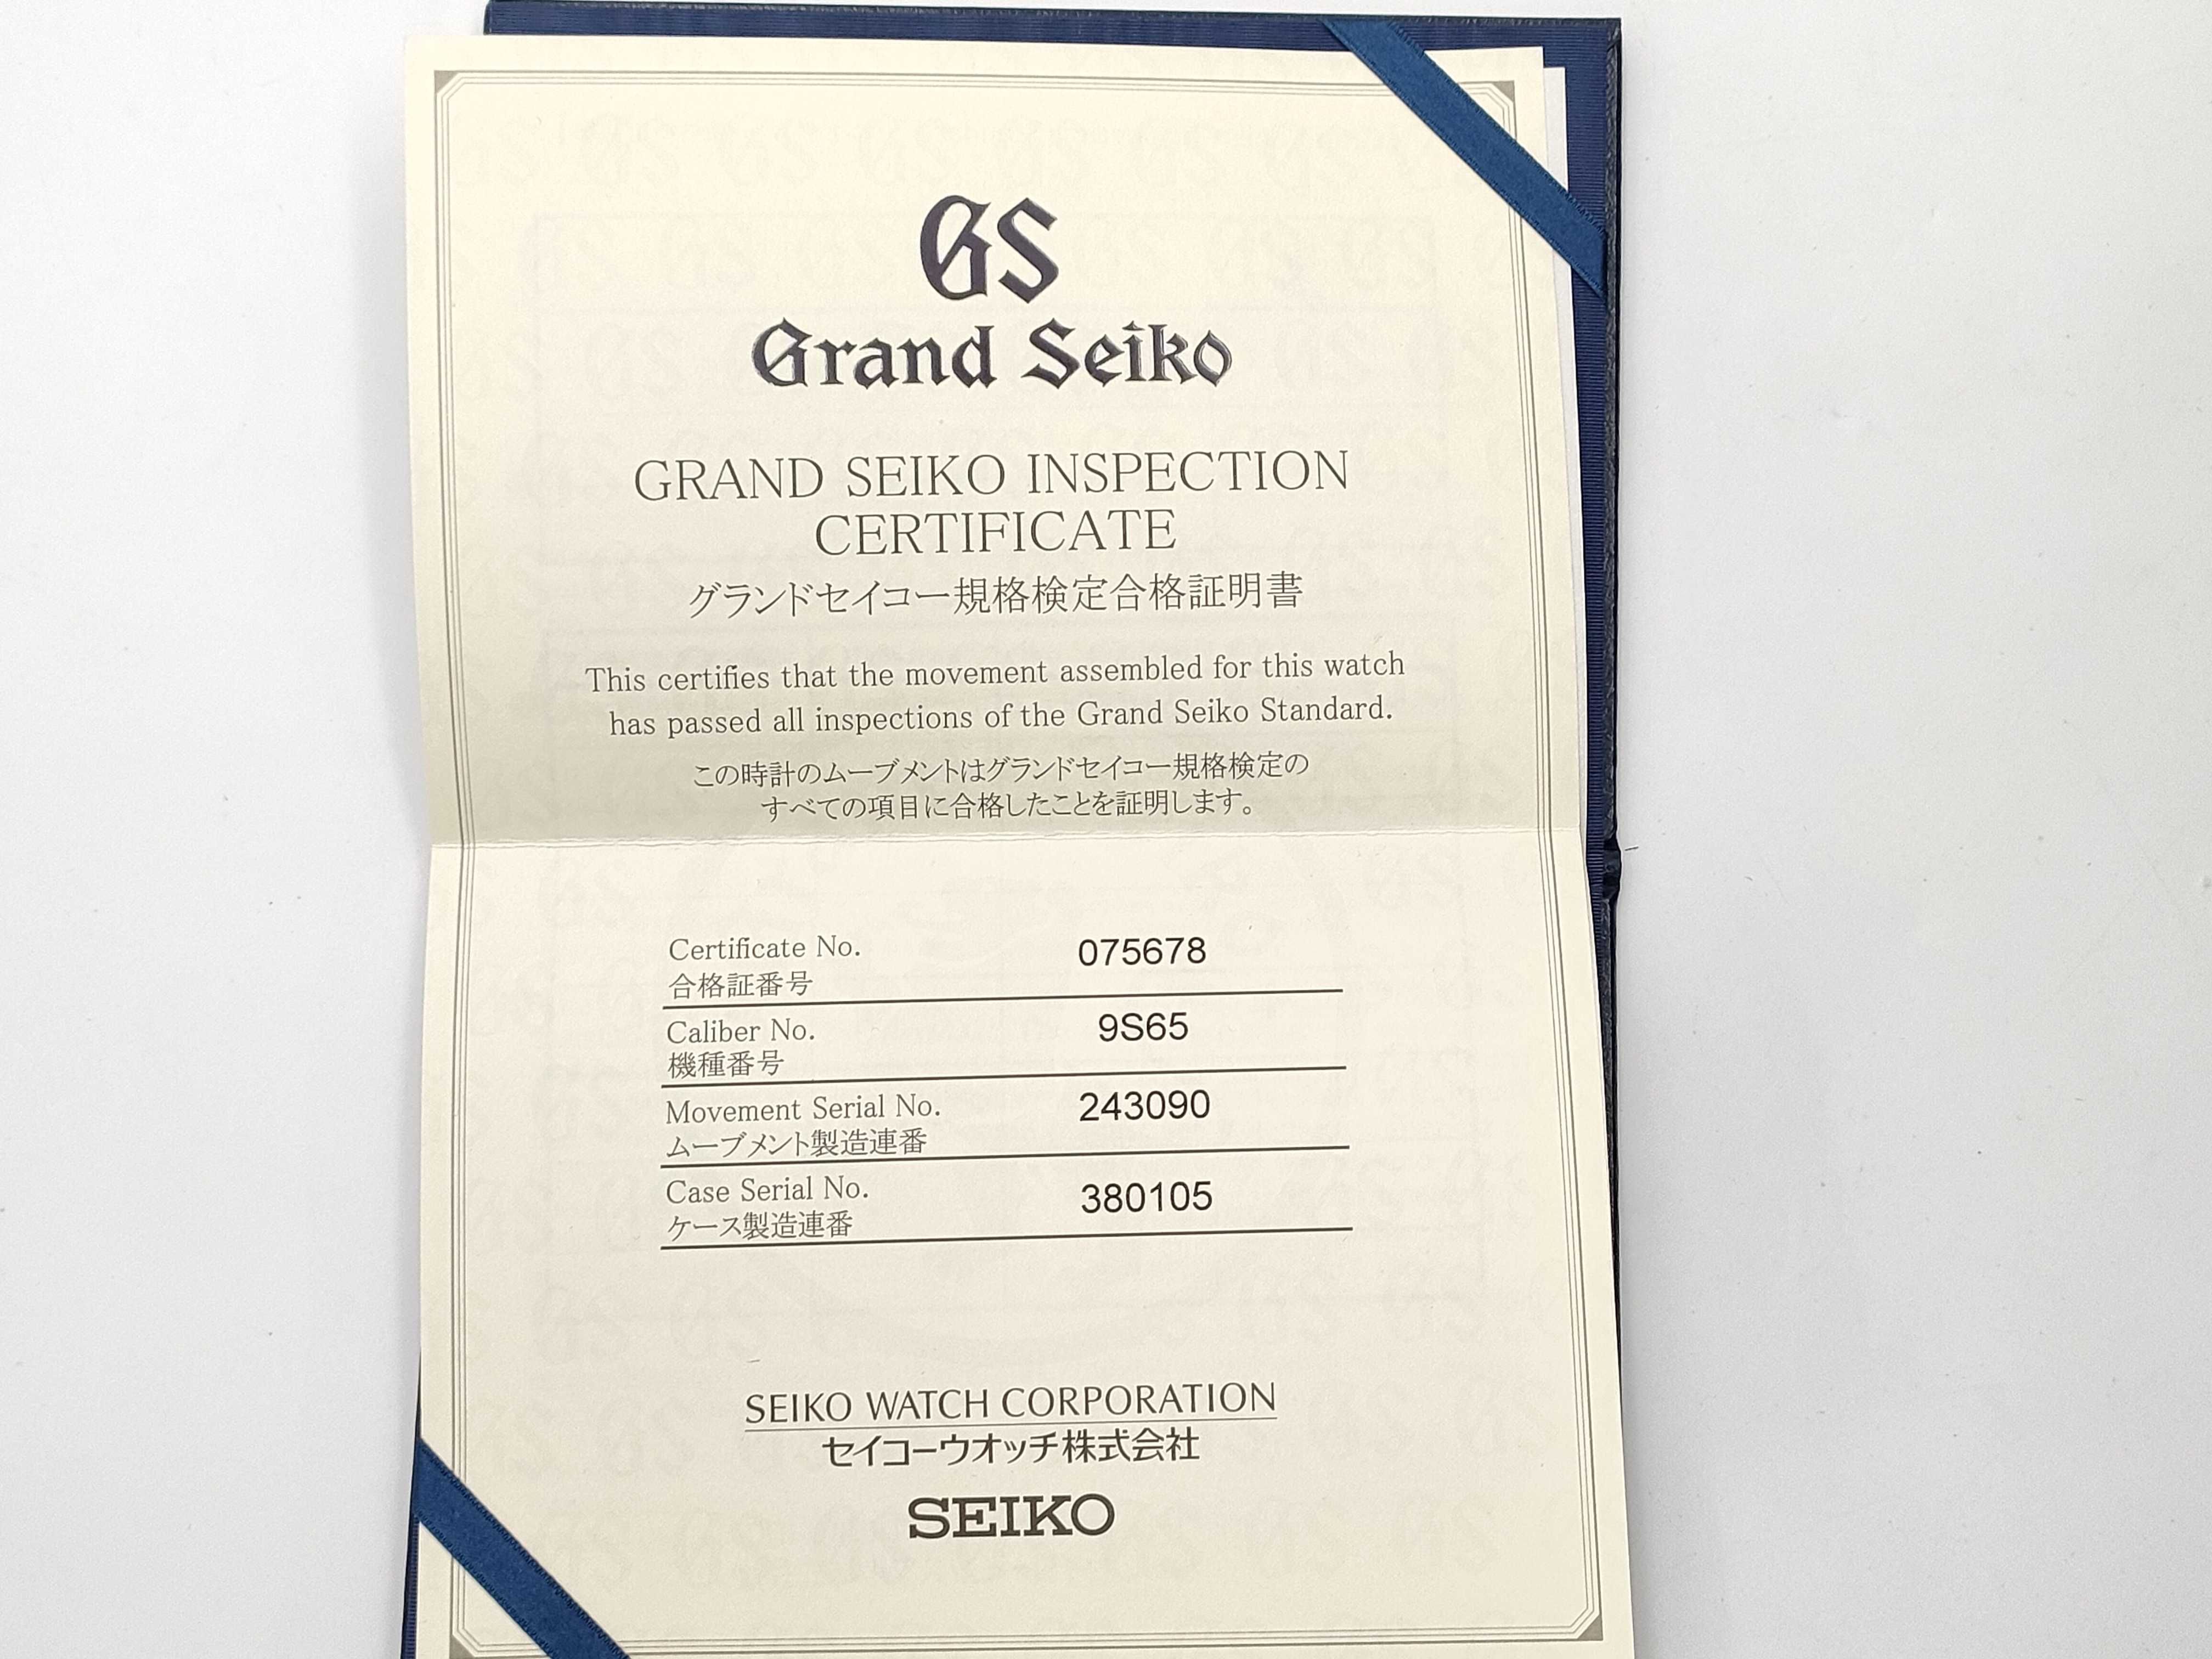 GS
Grand Seiko
GRAND SEIKO INSPECTION
CERTIFICATE
グランドセイコー規格検定合格証明書
This certifies that the movement assembled for this watch
has passed all inspections of the Grand Seiko Standard.
この時計のムーブメントはグランドセイコー規格検定の
すべての項目に合格したことを証明します。
Certificate No. 075678
合格証番号
Caliber No. 9S65
機種番号
Movement Serial No. 243090
ムーブメント製造連番
Case Serial No. 380105
ケース製造連番
SEIKO WATCH CORPORATION
セイコーウオッチ株式会社
SEIKO